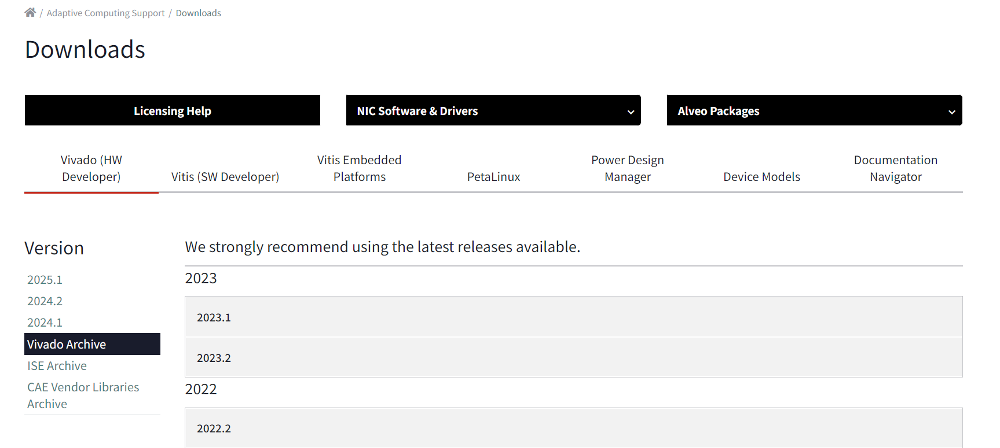 / Adaptive Computing Support / Downloads
Downloads
Licensing Help
NIC Software & Drivers
Alveo Packages
Vivado (HW
Developer)
Vitis (SW Developer)
Vitis Embedded
Platforms
PetaLinux
Power Design
Manager
Device Models
Documentation
Navigator
Version
2025.1
2024.2
2024.1
Vivado Archive
ISE Archive
CAE Vendor Libraries
Archive
We strongly recommend using the latest releases available.
2023
2023.1
2023.2
2022
2022.2